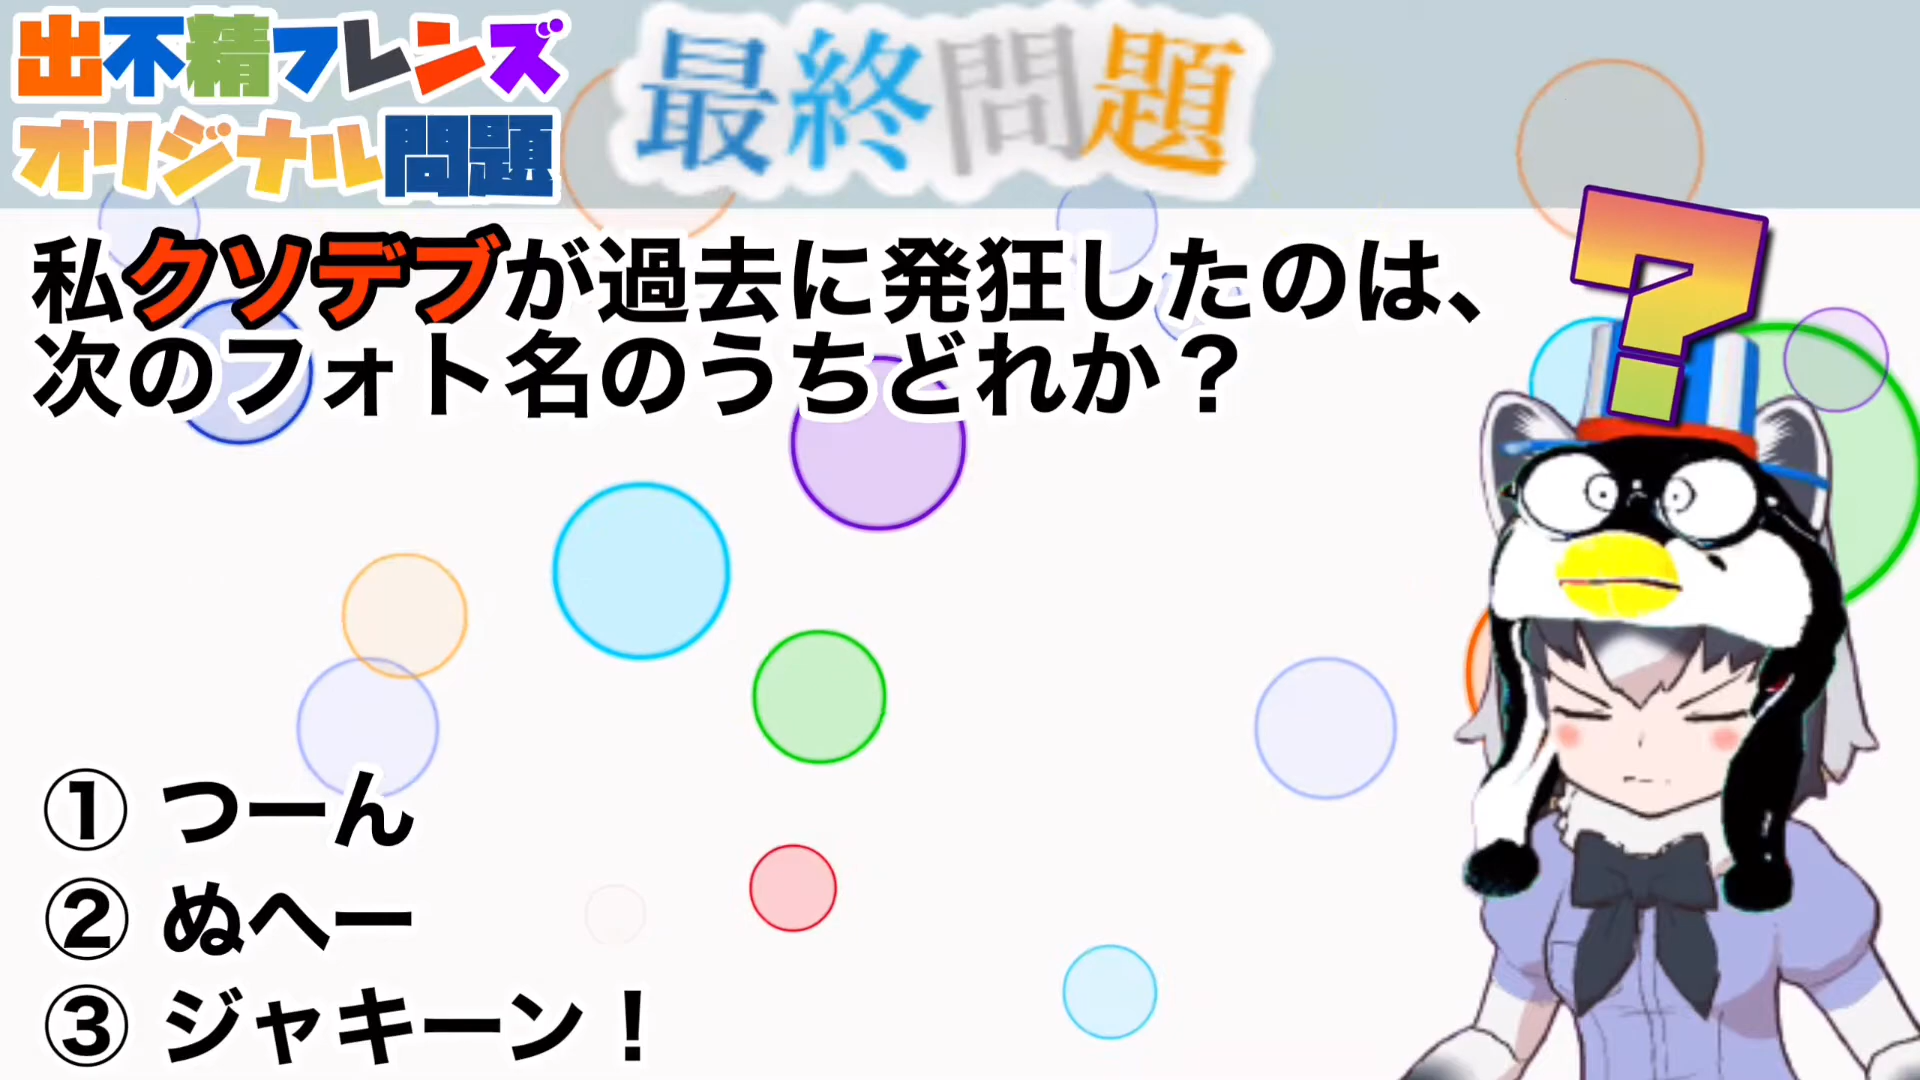 出不精フレンズ
オリジナル問題
最終問題
私クソデブが過去に発狂したのは、
次のフォト名のうちどれか？
?
① つーん
② ぬへー
③ ジャキーン！